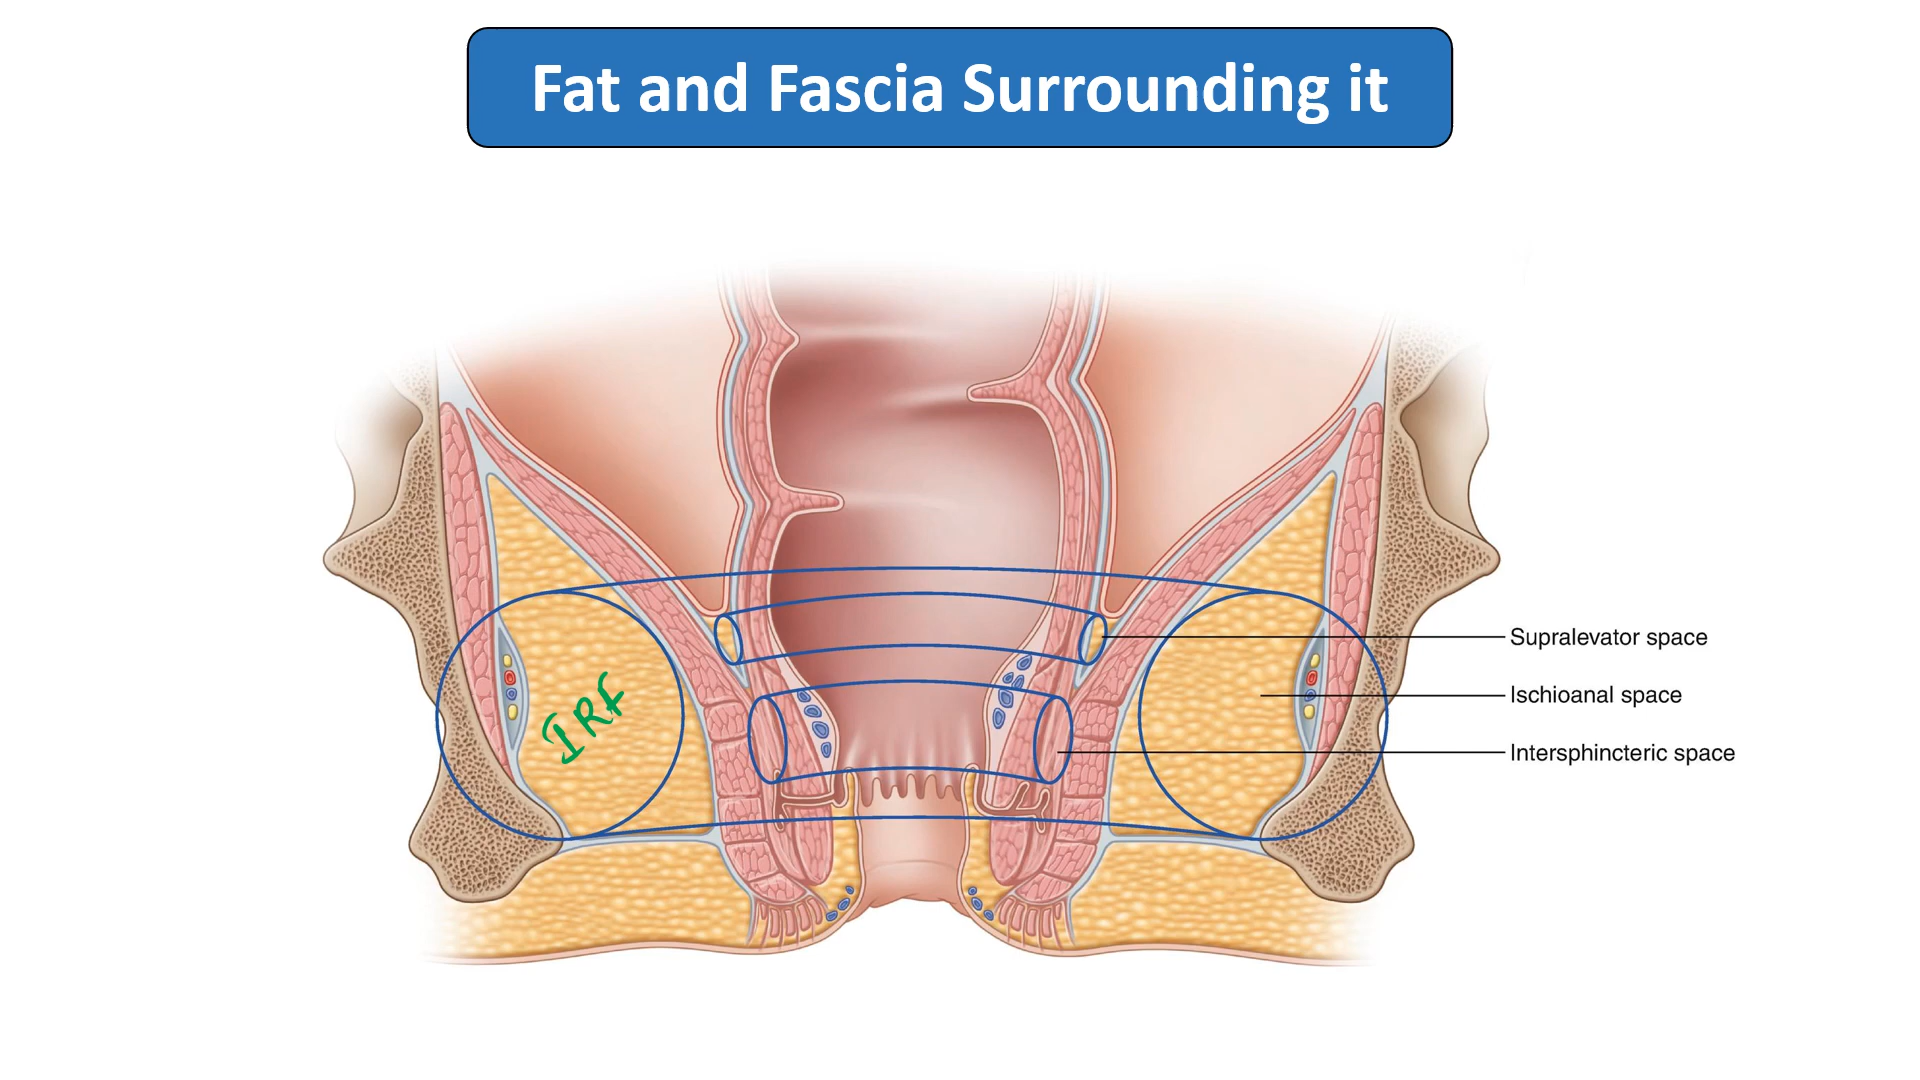 Fat and Fascia Surrounding it
Supralevator space
Ischioanal space
Intersphincteric space
IRF